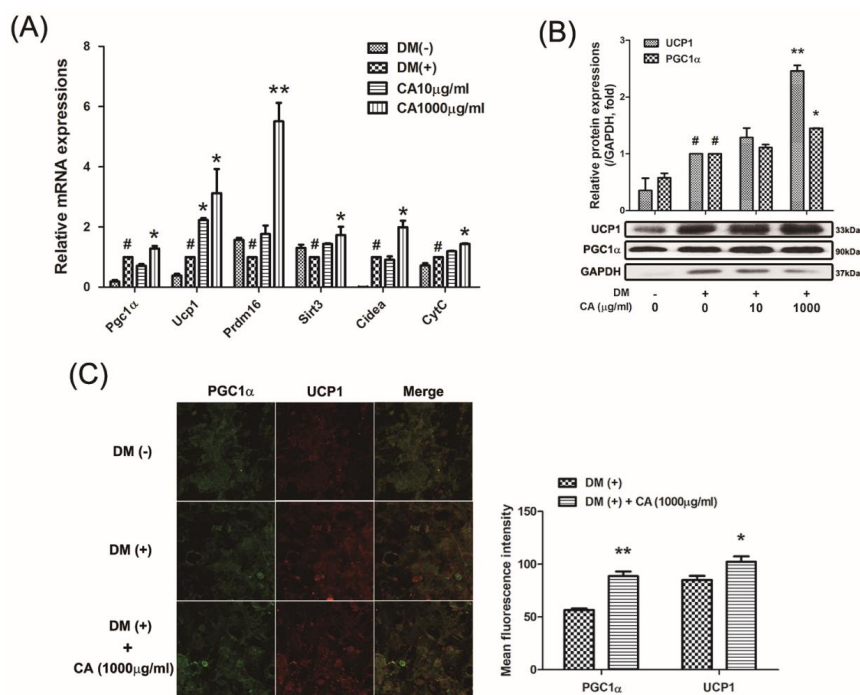 (A)
Relative mRNA expressions
8
6
4
2
0
DM(-)
DM(+)
CA10μg/ml
CA1000μg/ml
# * # * * # ** # * # * # *
Pgc1α Ucp1 Prdm16 Sirt3 Cidea CytC
(B)
Relative protein expressions
(/GAPDH, fold)
3
2
1
0
UCP1
PGC1α
# # ** *
UCP1 33kDa
PGC1α 90kDa
GAPDH 37kDa
DM - + + +
CA (μg/ml) 0 0 10 1000
(C)
PGC1α UCP1 Merge
DM (-)
DM (+)
DM (+)
+
CA (1000μg/ml)
DM (+)
DM (+) + CA (1000μg/ml)
Mean fluorescence intensity
150
100
50
0
** *
PGC1α UCP1